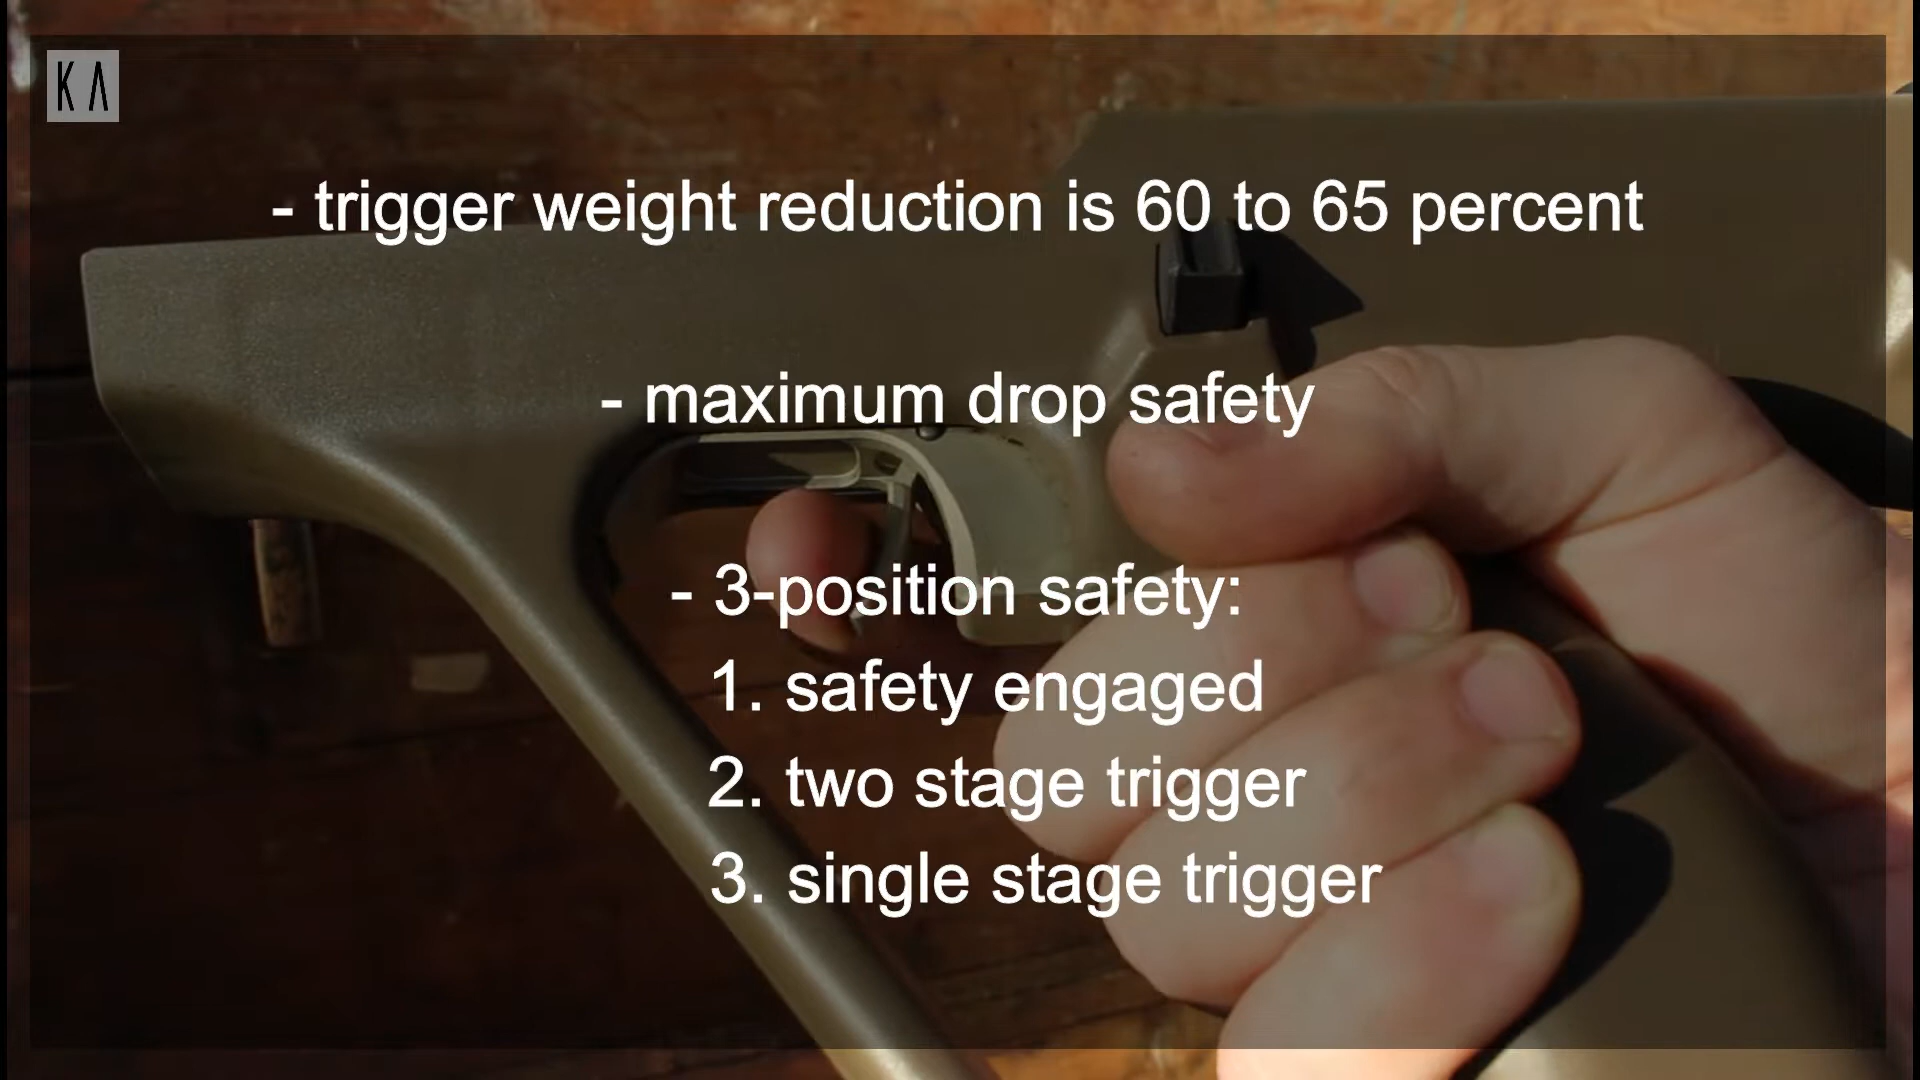 KΛ
- trigger weight reduction is 60 to 65 percent
- maximum drop safety
- 3-position safety:
1. safety engaged
2. two stage trigger
3. single stage trigger